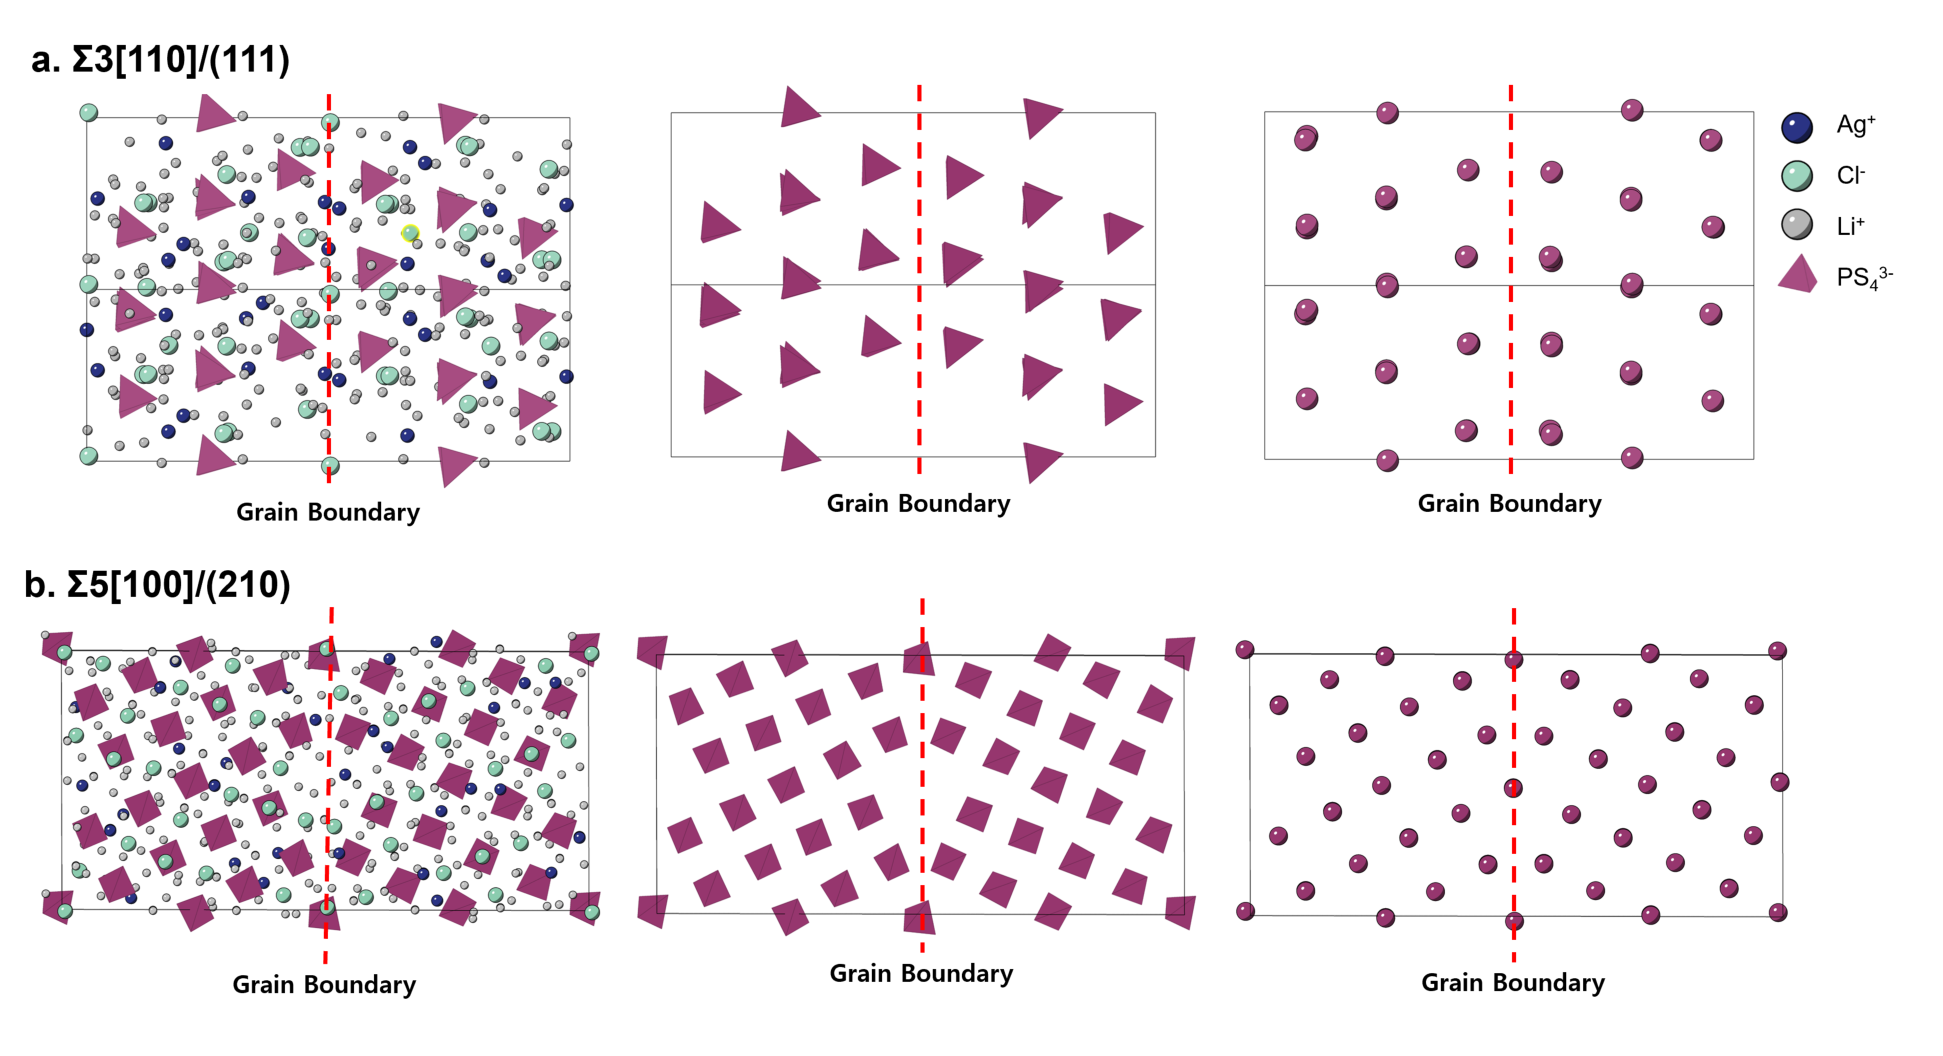 a. Σ3[110]/(111)
Ag⁺
Cl⁻
Li⁺
PS₄³⁻
Grain Boundary
Grain Boundary
Grain Boundary
b. Σ5[100]/(210)
Grain Boundary
Grain Boundary
Grain Boundary